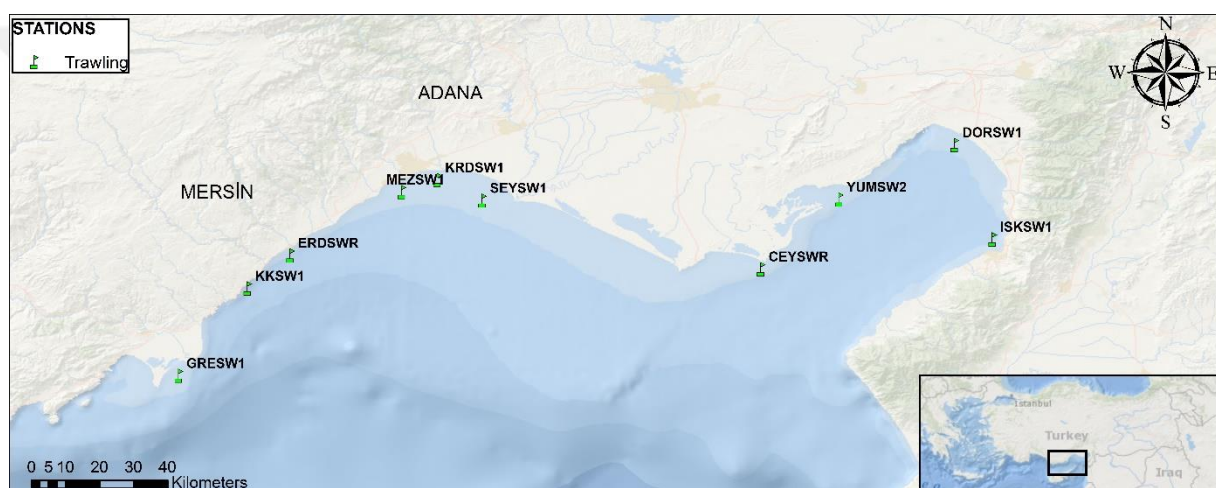 STATIONS
Trawling
N
W
E
S
ADANA
DORSW1
KRDSW1
MEZSW1
MERSİN
SEYSW1
YUMSW2
ISKSW1
ERDSWR
CEYSWR
KKSW1
GRESW1
İstanbul
Turkey
Iraq
0 5 10 20 30 40
Kilometers